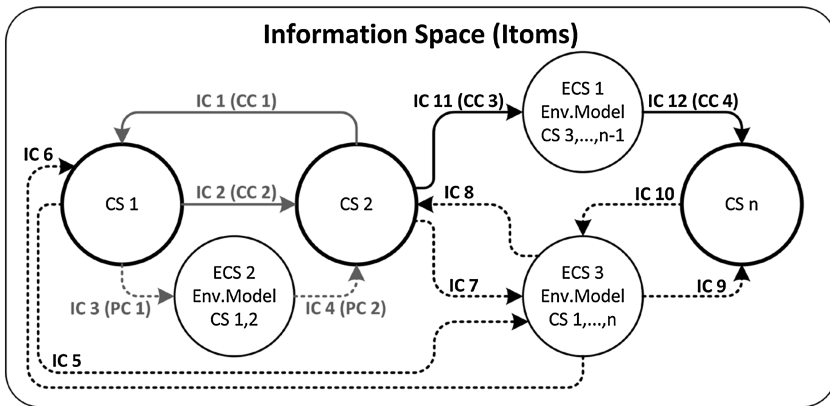 Information Space (Itoms)
IC 1 (CC 1)
IC 11 (CC 3)
ECS 1
Env.Model
CS 3,...,n-1
IC 12 (CC 4)
IC 6
CS 1
IC 2 (CC 2)
CS 2
IC 8
IC 10
CS n
IC 3 (PC 1)
ECS 2
Env.Model
CS 1,2
IC 4 (PC 2)
IC 7
ECS 3
Env.Model
CS 1,...,n
IC 9
IC 5